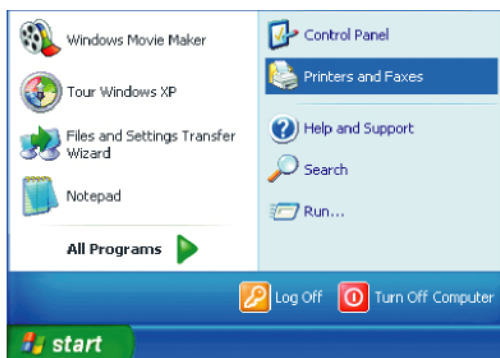 Windows Movie Maker
Tour Windows XP
Files and Settings Transfer
Wizard
Notepad
All Programs
Control Panel
Printers and Faxes
Help and Support
Search
Run...
Log Off
Turn Off Computer
start